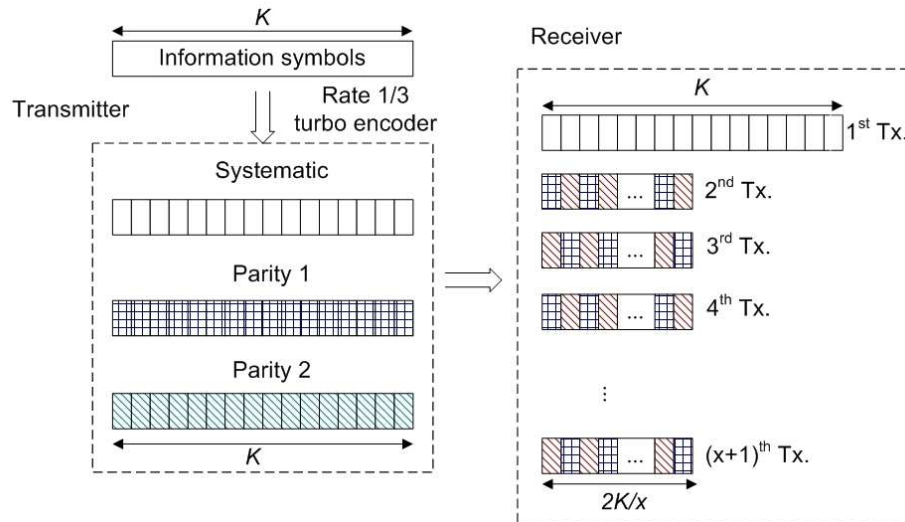 K
Information symbols
Transmitter
Rate 1/3
turbo encoder
Systematic
Parity 1
Parity 2
K
Receiver
K
1st Tx.
... 2nd Tx.
... 3rd Tx.
... 4th Tx.
⋮
... (x+1)th Tx.
2K/x